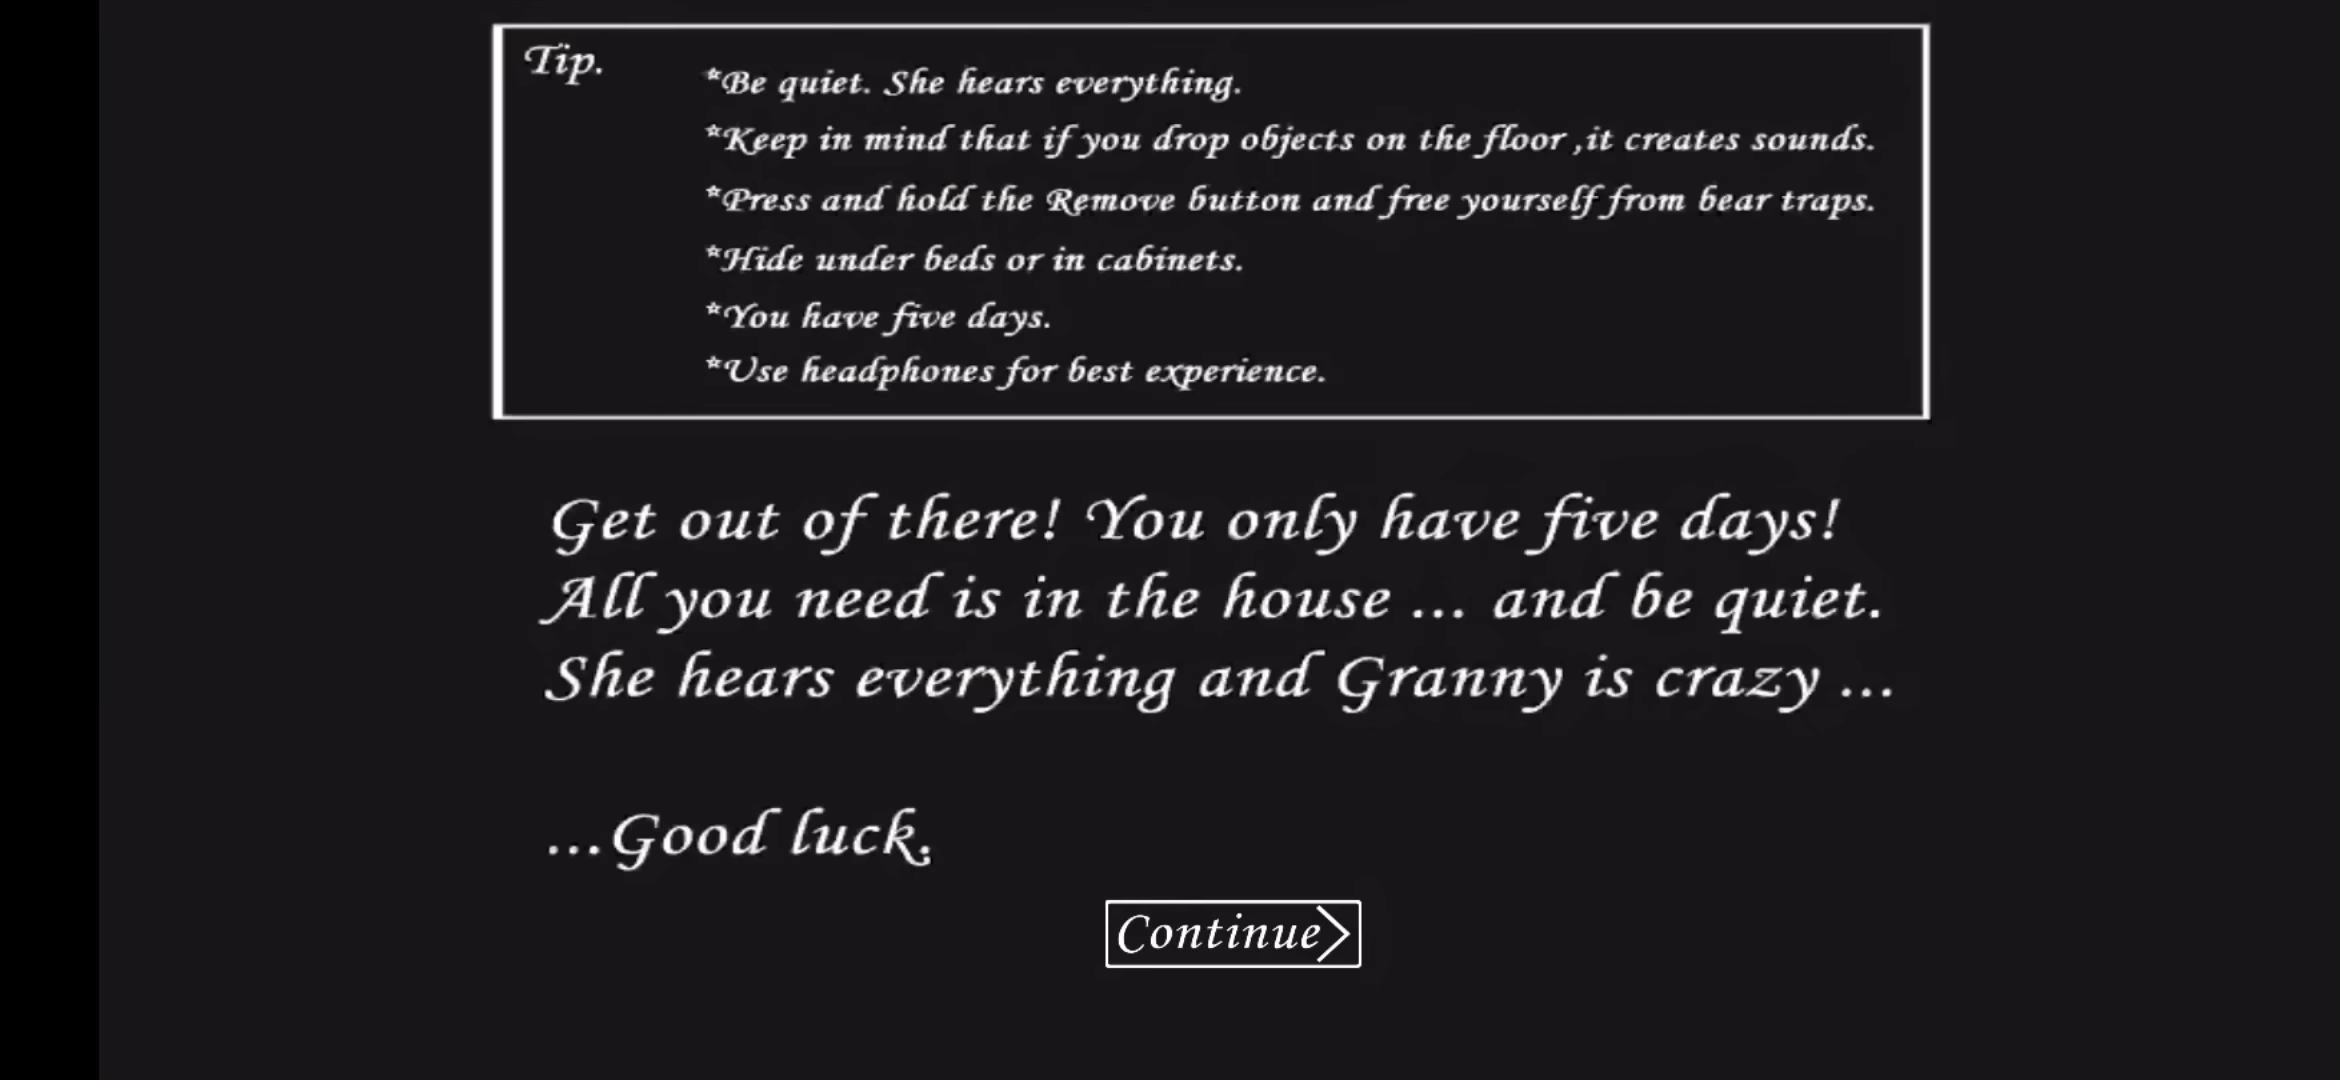 Tip.
*Be quiet. She hears everything.
*Keep in mind that if you drop objects on the floor ,it creates sounds.
*Press and hold the Remove button and free yourself from bear traps.
*Hide under beds or in cabinets.
*You have five days.
*Use headphones for best experience.
Get out of there! You only have five days!
All you need is in the house ... and be quiet.
She hears everything and Granny is crazy ...
...Good luck.
Continue>